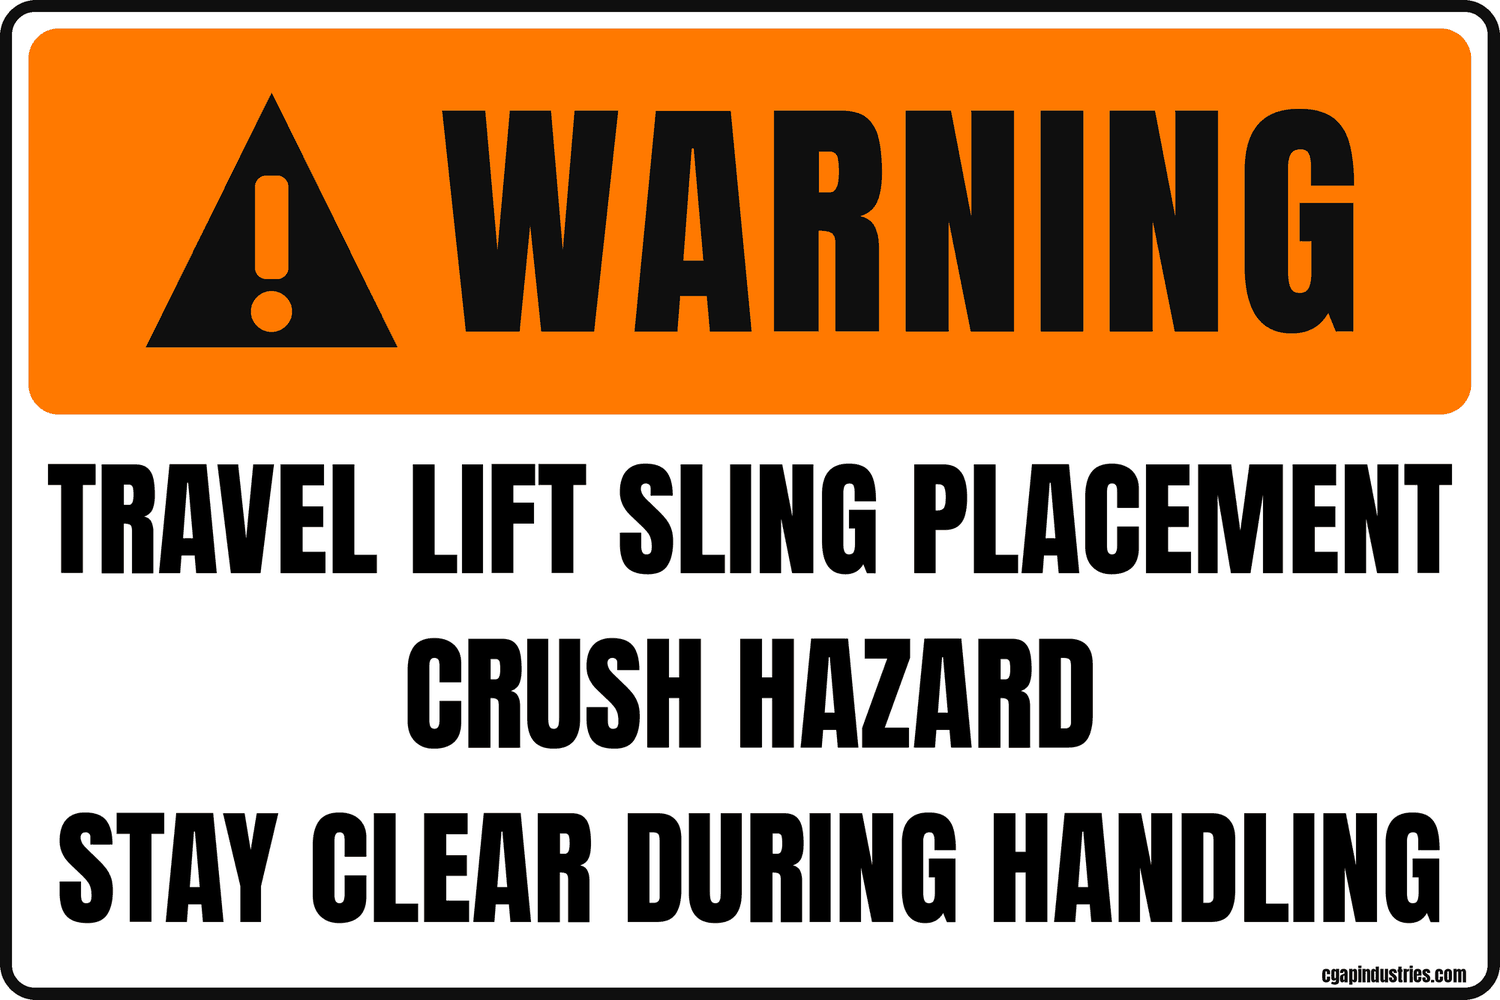 WARNING
TRAVEL LIFT SLING PLACEMENT
CRUSH HAZARD
STAY CLEAR DURING HANDLING
cgapindustries.com